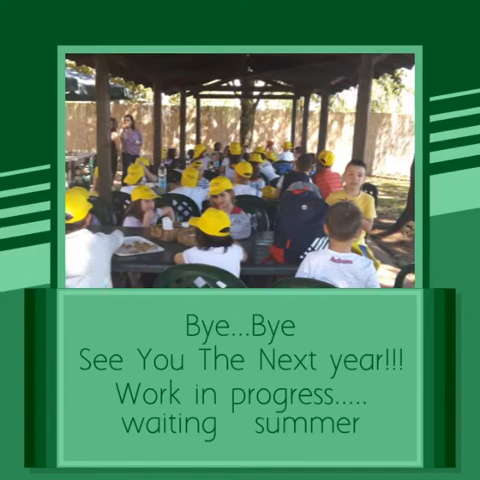 Bye...Bye
See You The Next year!!!
Work in progress.....
waiting summer